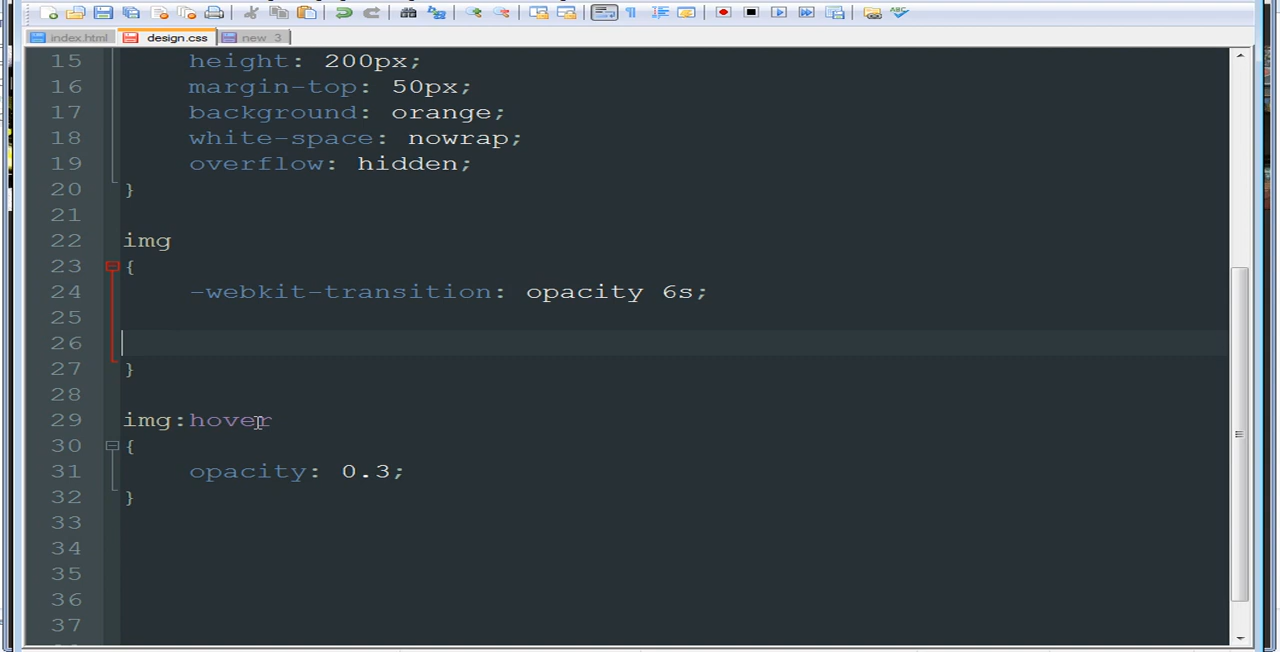 index.html design.css new 3
15 height: 200px;
16 margin-top: 50px;
17 background: orange;
18 white-space: nowrap;
19 overflow: hidden;
20 }
21
22 img
23 {
24 -webkit-transition: opacity 6s;
25
26
27 }
28
29 img:hover
30 {
31 opacity: 0.3;
32 }
33
34
35
36
37